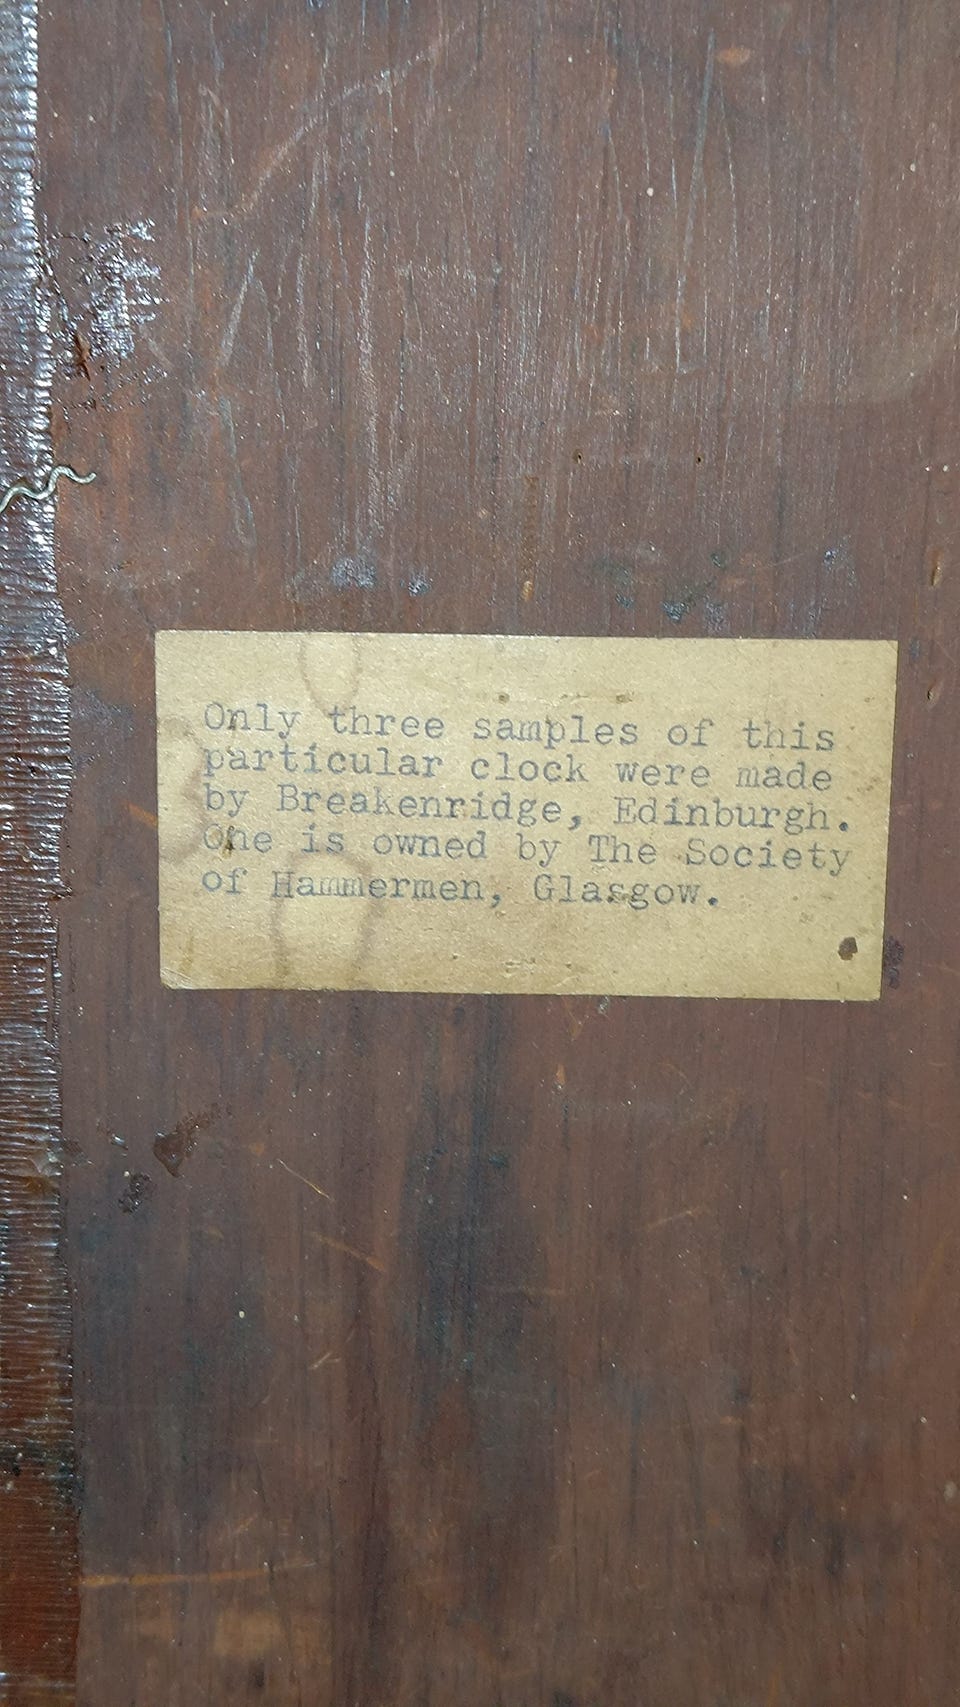 Only three samples of this
particular clock were made
by Breakenridge, Edinburgh.
One is owned by The Society
of Hammermen, Glasgow.